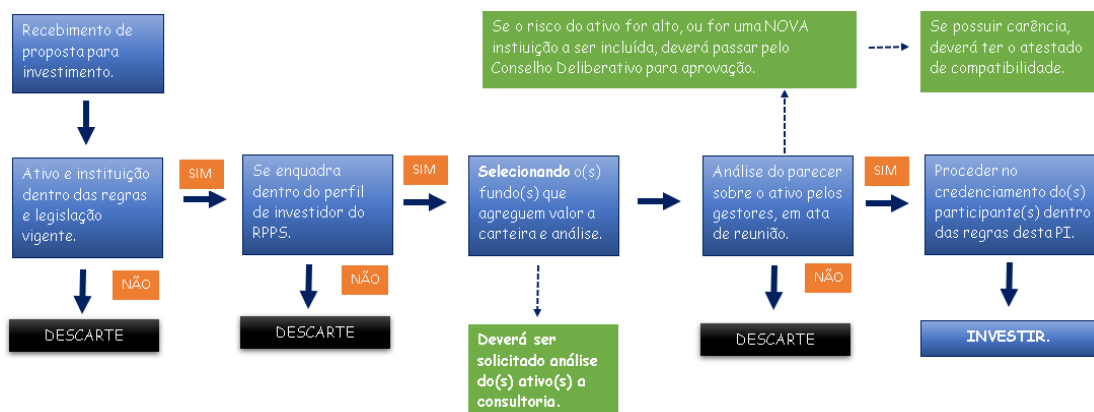 Recebimento de
proposta para
investimento.
Se o risco do ativo for alto, ou for uma NOVA
instiuição a ser incluída, deverá passar pelo
Conselho Deliberativo para aprovação.
Se possuir carência,
deverá ter o atestado
de compatibilidade.
Ativo e instituição
dentro das regras
e legislação
vigente.
SIM
Se enquadra
dentro do perfil
de investidor do
RPPS.
SIM
Selecionando o(s)
fundo(s) que
agreguem valor a
carteira e análise.
Análise do parecer
sobre o ativo pelos
gestores, em ata
de reunião.
SIM
Proceder no
credenciamento do(s)
participante(s) dentro
das regras desta PI.
NÃO
NÃO
NÃO
DESCARTE
DESCARTE
Deverá ser
solicitado análise
do(s) ativo(s) a
consultoria.
DESCARTE
INVESTIR.